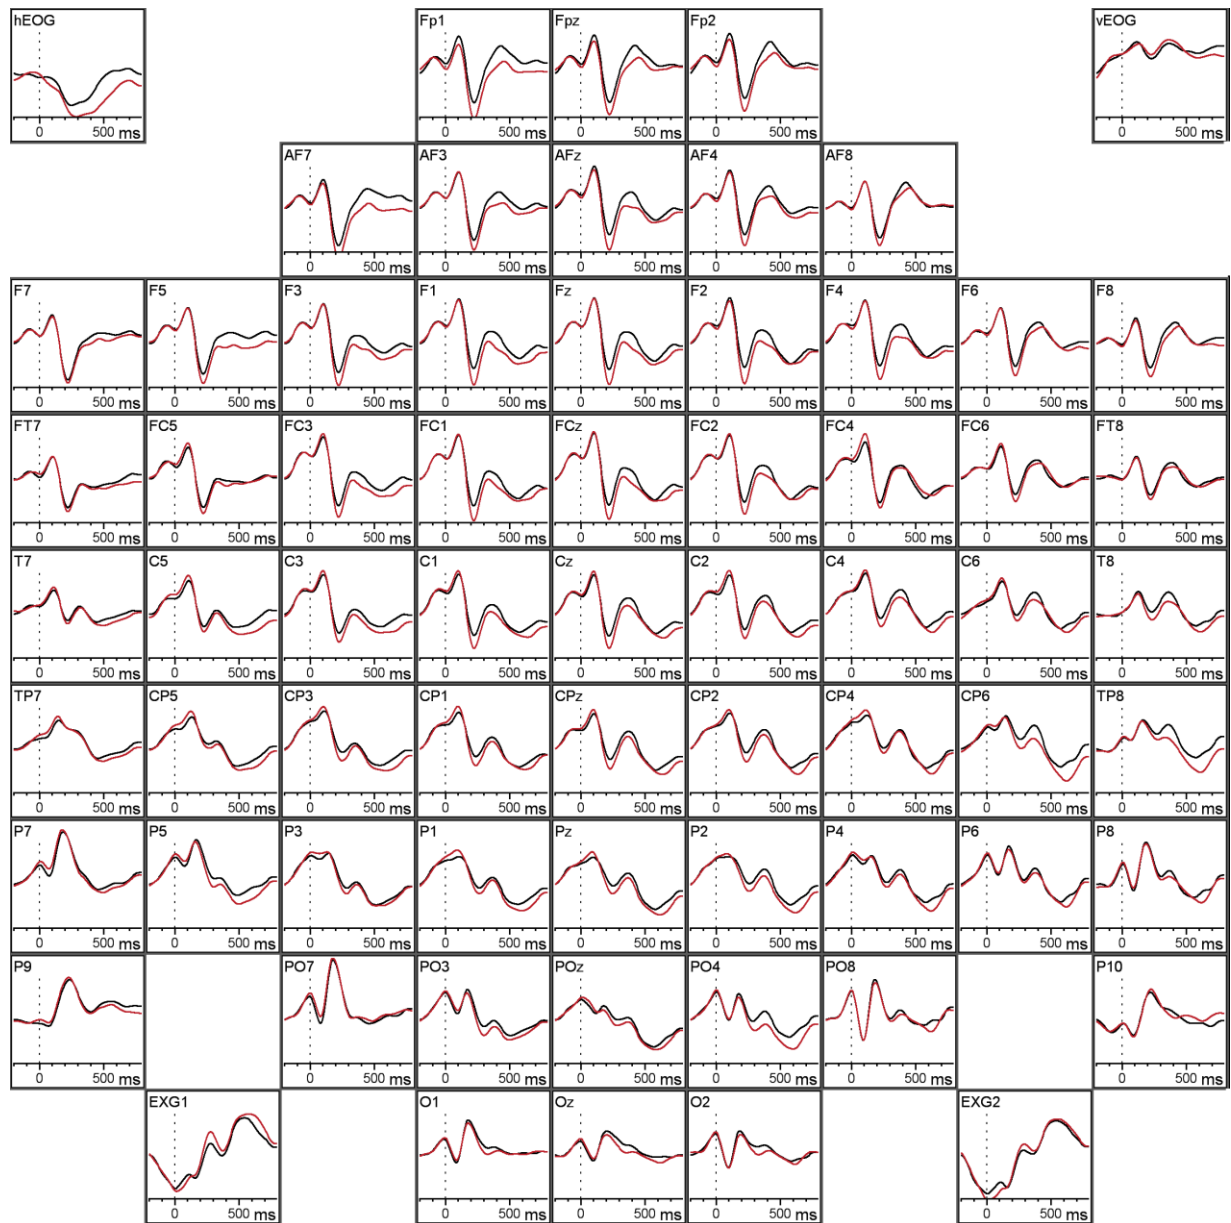 hEOG Fp1 Fpz Fp2 vEOG
0 500 ms 0 500 ms 0 500 ms 0 500 ms 0 500 ms
AF7 AF3 AFz AF4 AF8
0 500 ms 0 500 ms 0 500 ms 0 500 ms 0 500 ms
F7 F5 F3 F1 Fz F2 F4 F6 F8
0 500 ms 0 500 ms 0 500 ms 0 500 ms 0 500 ms 0 500 ms 0 500 ms 0 500 ms 0 500 ms
FT7 FC5 FC3 FC1 FCz FC2 FC4 FC6 FT8
0 500 ms 0 500 ms 0 500 ms 0 500 ms 0 500 ms 0 500 ms 0 500 ms 0 500 ms 0 500 ms
T7 C5 C3 C1 Cz C2 C4 C6 T8
0 500 ms 0 500 ms 0 500 ms 0 500 ms 0 500 ms 0 500 ms 0 500 ms 0 500 ms 0 500 ms
TP7 CP5 CP3 CP1 CPz CP2 CP4 CP6 TP8
0 500 ms 0 500 ms 0 500 ms 0 500 ms 0 500 ms 0 500 ms 0 500 ms 0 500 ms 0 500 ms
P7 P5 P3 P1 Pz P2 P4 P6 P8
0 500 ms 0 500 ms 0 500 ms 0 500 ms 0 500 ms 0 500 ms 0 500 ms 0 500 ms 0 500 ms
P9 PO7 PO3 POz PO4 PO8 P10
0 500 ms 0 500 ms 0 500 ms 0 500 ms 0 500 ms 0 500 ms 0 500 ms
EXG1 O1 Oz O2 EXG2
0 500 ms 0 500 ms 0 500 ms 0 500 ms 0 500 ms